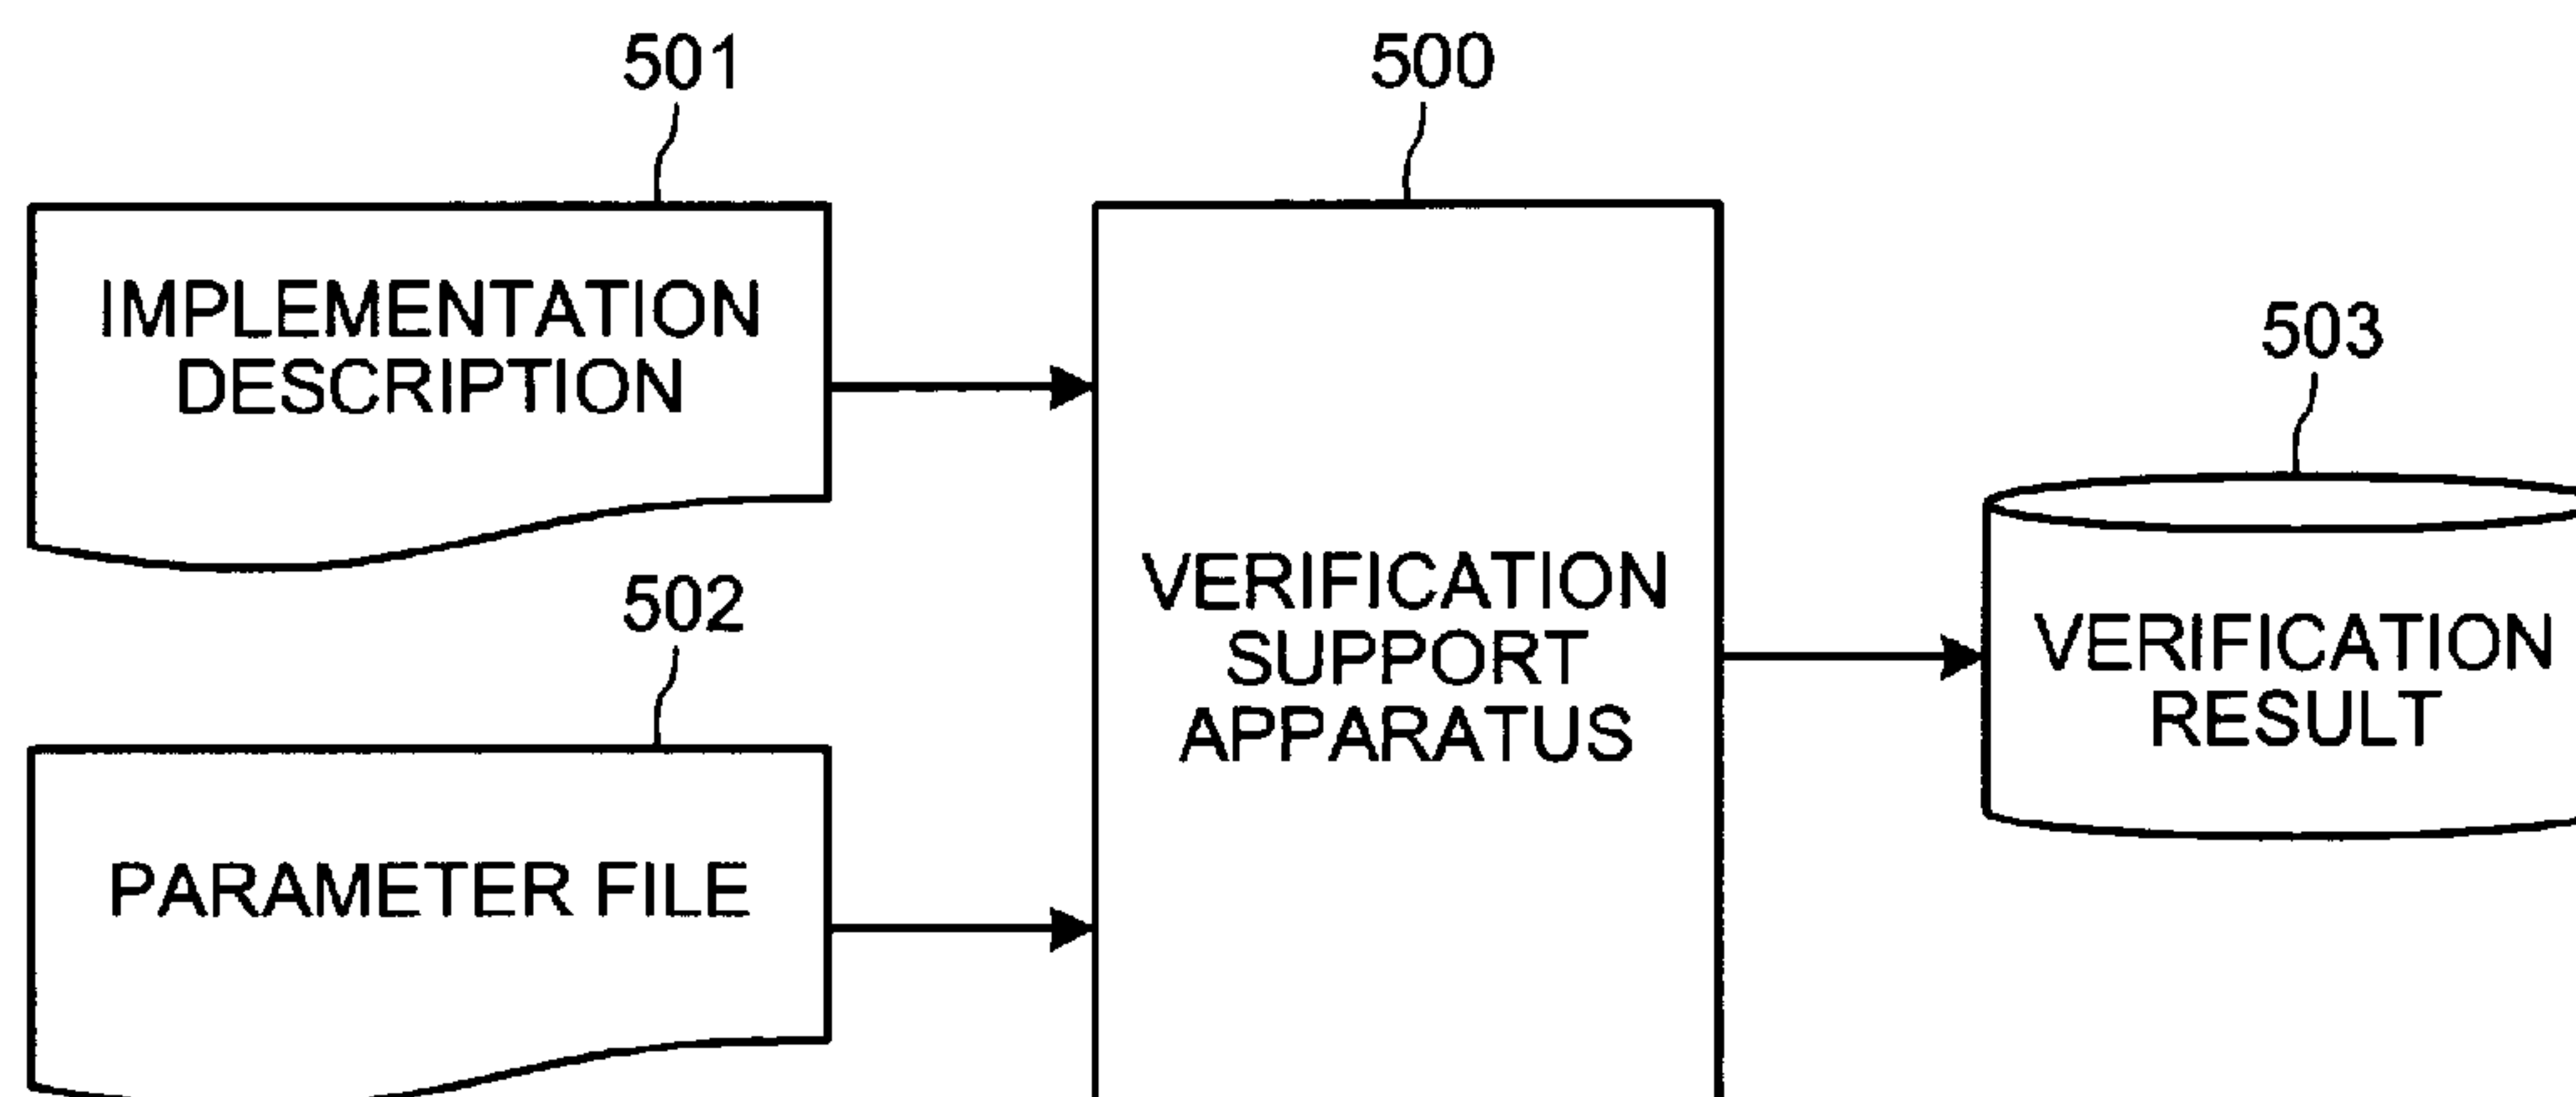 501
500
IMPLEMENTATION
DESCRIPTION
503
502
VERIFICATION
SUPPORT
APPARATUS
VERIFICATION
RESULT
PARAMETER FILE